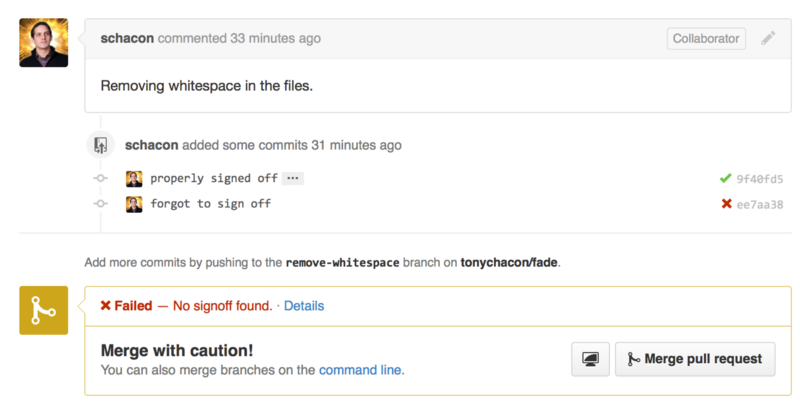 schacon commented 33 minutes ago Collaborator
Removing whitespace in the files.
schacon added some commits 31 minutes ago
properly signed off ... 9f40fd5
forgot to sign off ee7aa38
Add more commits by pushing to the remove-whitespace branch on tonychacon/fade.
Failed — No signoff found. · Details
Merge with caution!
You can also merge branches on the command line.
Merge pull request